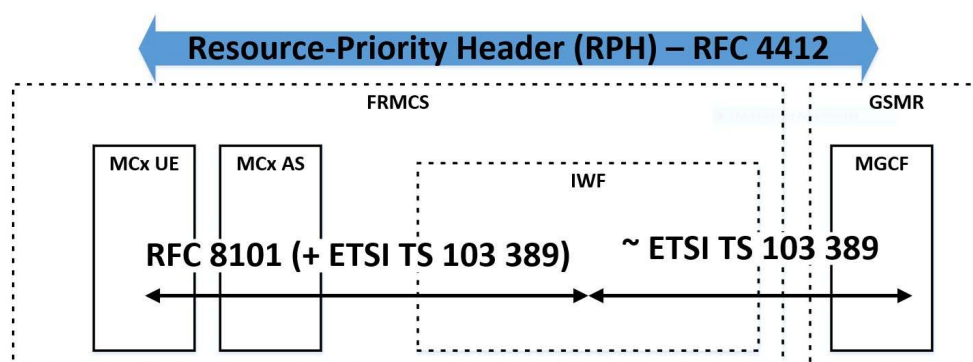 Resource-Priority Header (RPH) – RFC 4412
FRMCS
GSMR
MCx UE
MCx AS
IWF
MGCF
RFC 8101 (+ ETSI TS 103 389)
~ ETSI TS 103 389